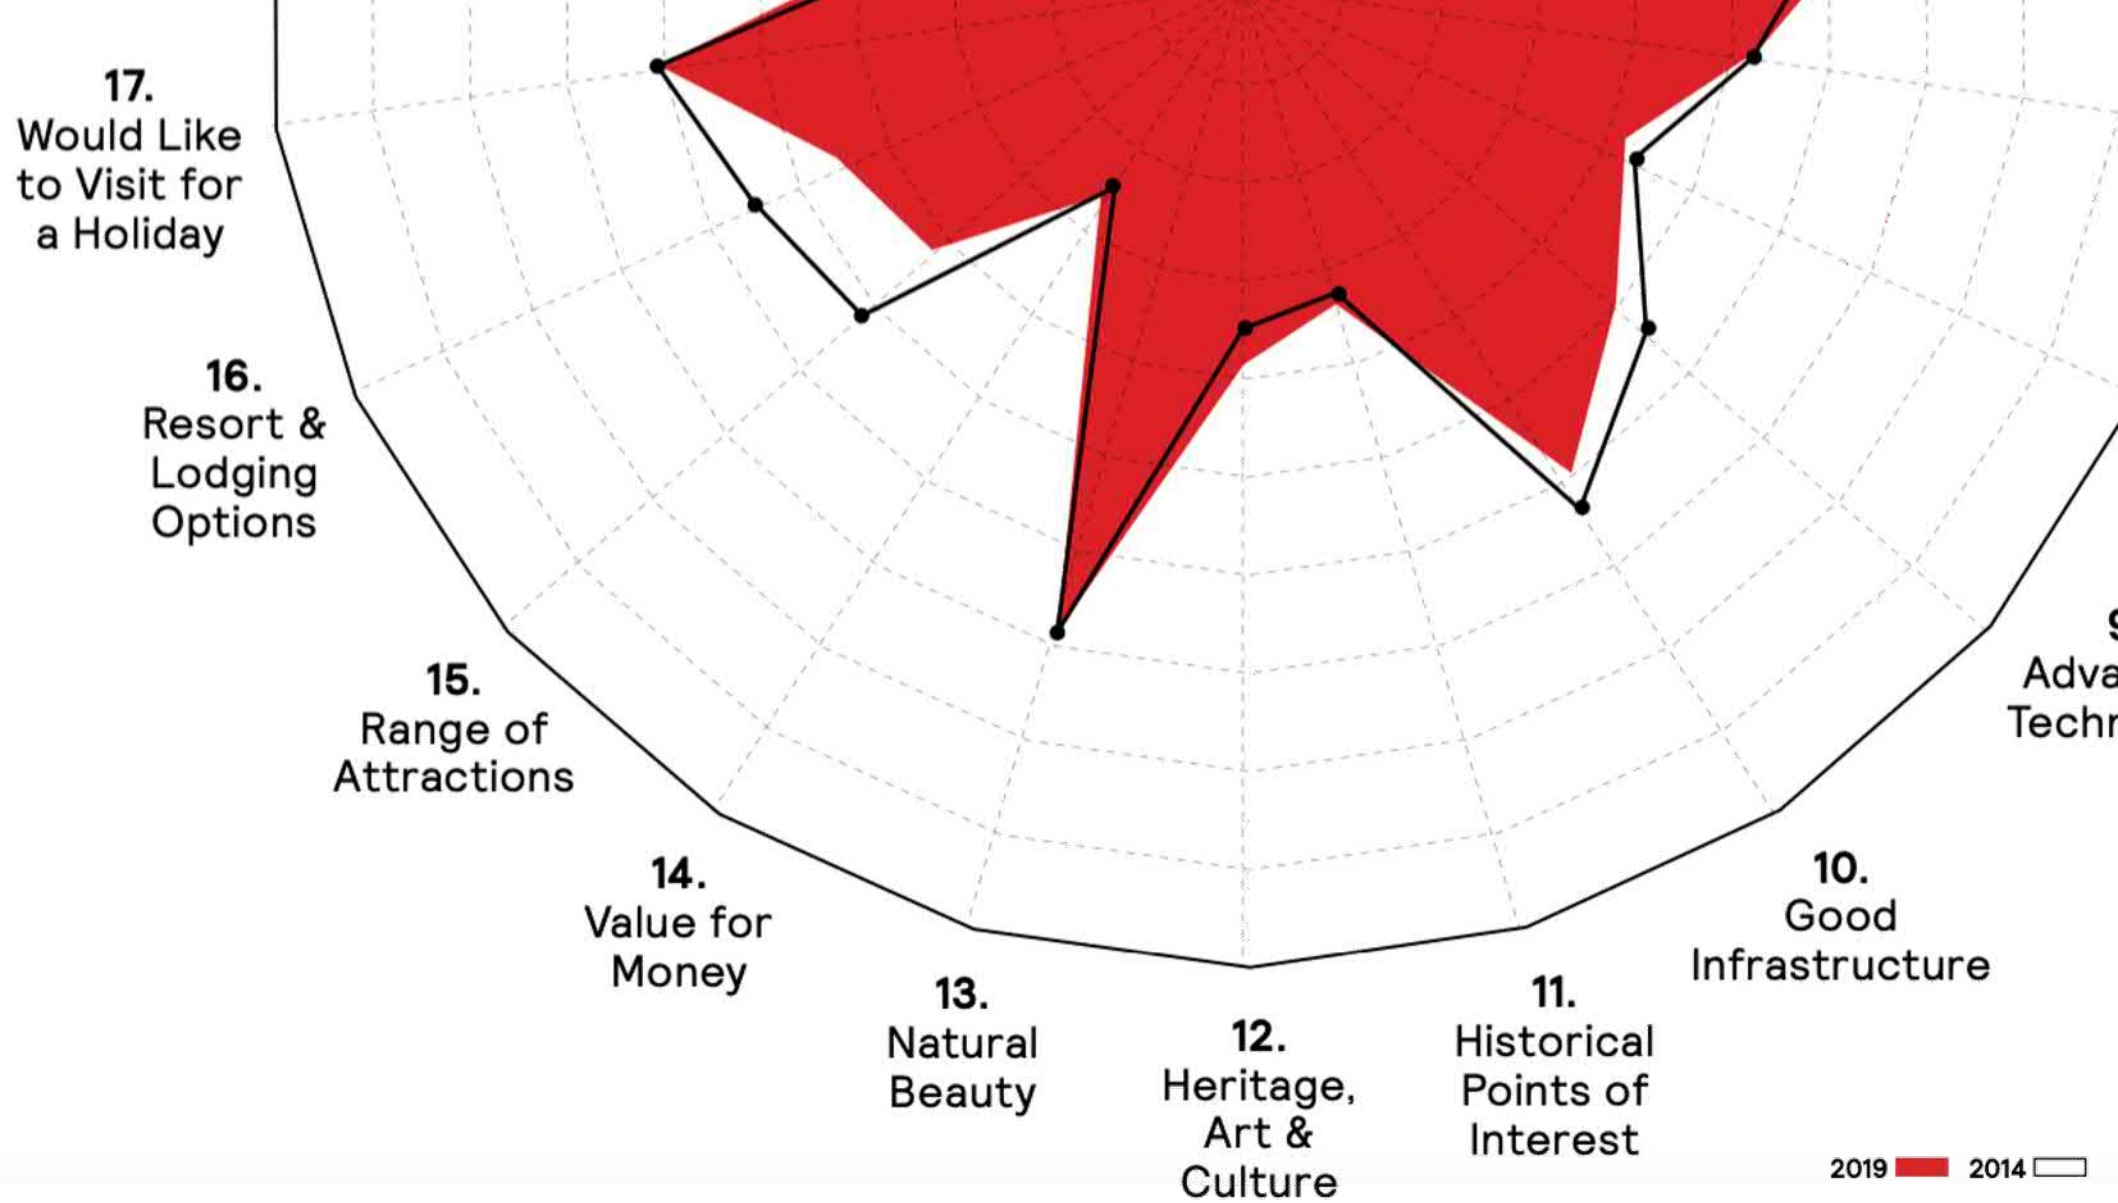 17.
Would Like
to Visit for
a Holiday
16.
Resort &
Lodging
Options
15.
Range of
Attractions
14.
Value for
Money
13.
Natural
Beauty
12.
Heritage,
Art &
Culture
11.
Historical
Points of
Interest
10.
Good
Infrastructure
2019
2014